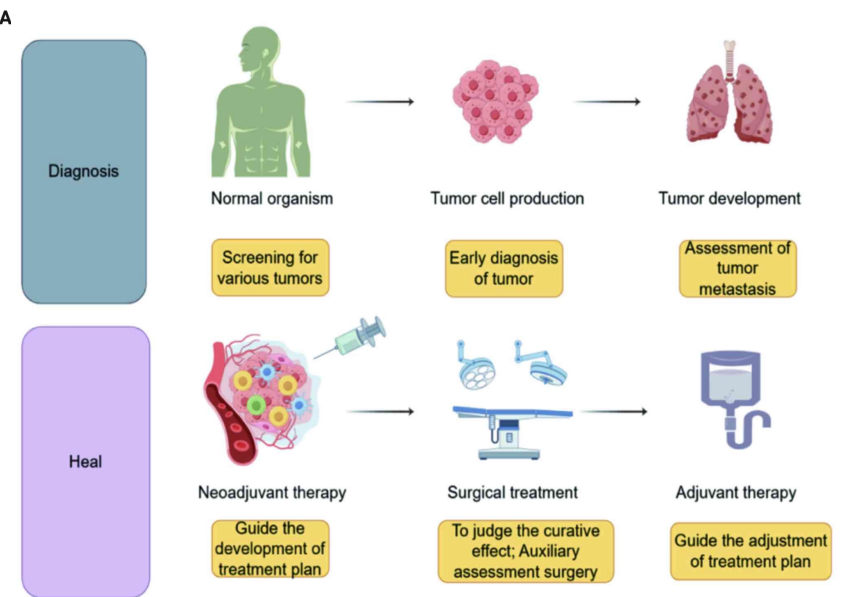 A
Diagnosis
Normal organism
Tumor cell production
Tumor development
Screening for
various tumors
Early diagnosis
of tumor
Assessment of
tumor
metastasis
Heal
Neoadjuvant therapy
Surgical treatment
Adjuvant therapy
Guide the
development of
treatment plan
To judge the curative
effect; Auxiliary
assessment surgery
Guide the adjustment
of treatment plan